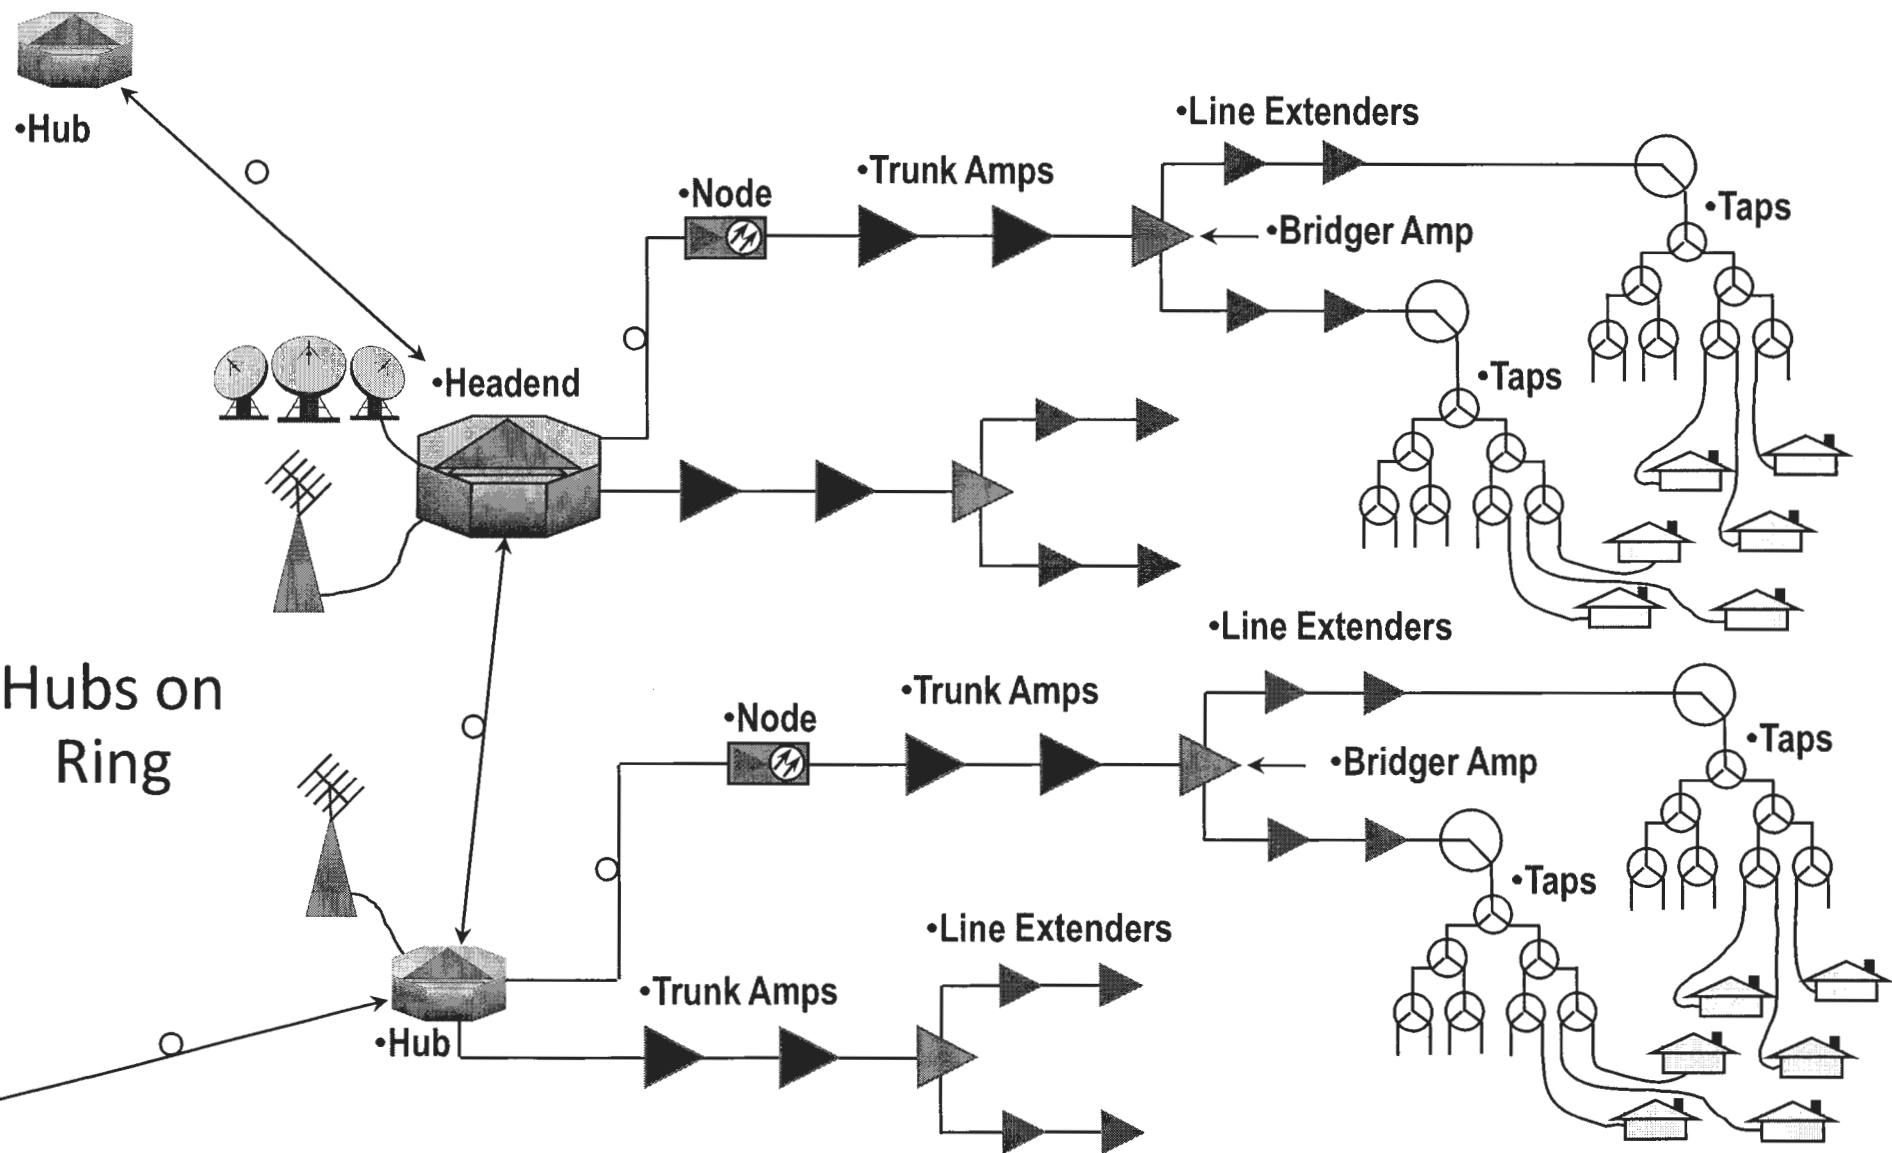 •Hub
•Line Extenders
•Trunk Amps
•Node
•Taps
•Bridger Amp
•Headend
•Taps
•Line Extenders
Hubs on
Ring
•Trunk Amps
•Node
•Taps
•Bridger Amp
•Taps
•Line Extenders
•Trunk Amps
•Hub